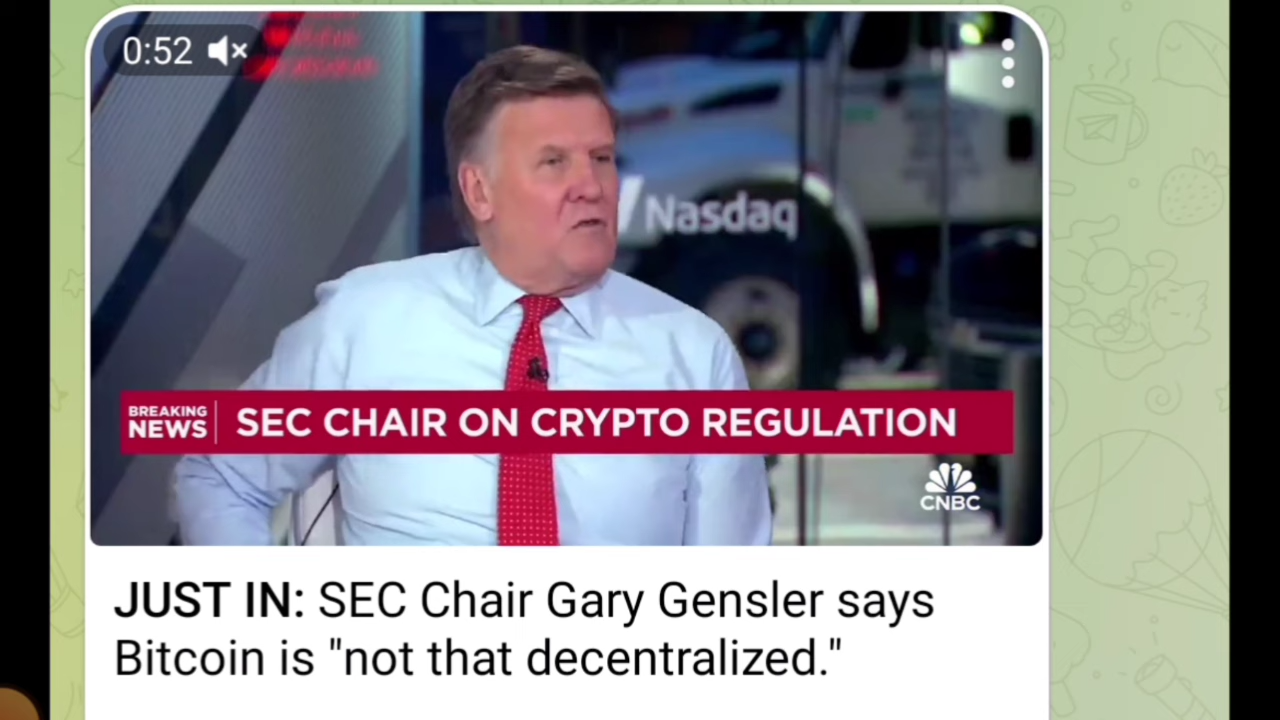 0:52
Nasdaq
BREAKING
NEWS
SEC CHAIR ON CRYPTO REGULATION
CNBC
JUST IN: SEC Chair Gary Gensler says
Bitcoin is "not that decentralized."